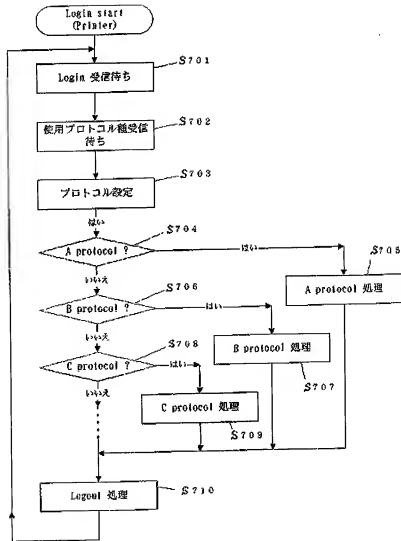 Login start
(Printer)
S701
Login 受信待ち
S702
使用プロトコル種受信
待ち
S703
プロトコル設定
はい
S704
A protocol ?
はい
S705
A protocol 処理
いいえ
S706
B protocol ?
はい
B protocol 処理
S707
いいえ
S708
C protocol ?
はい
C protocol 処理
S709
いいえ
Logout 処理
S710